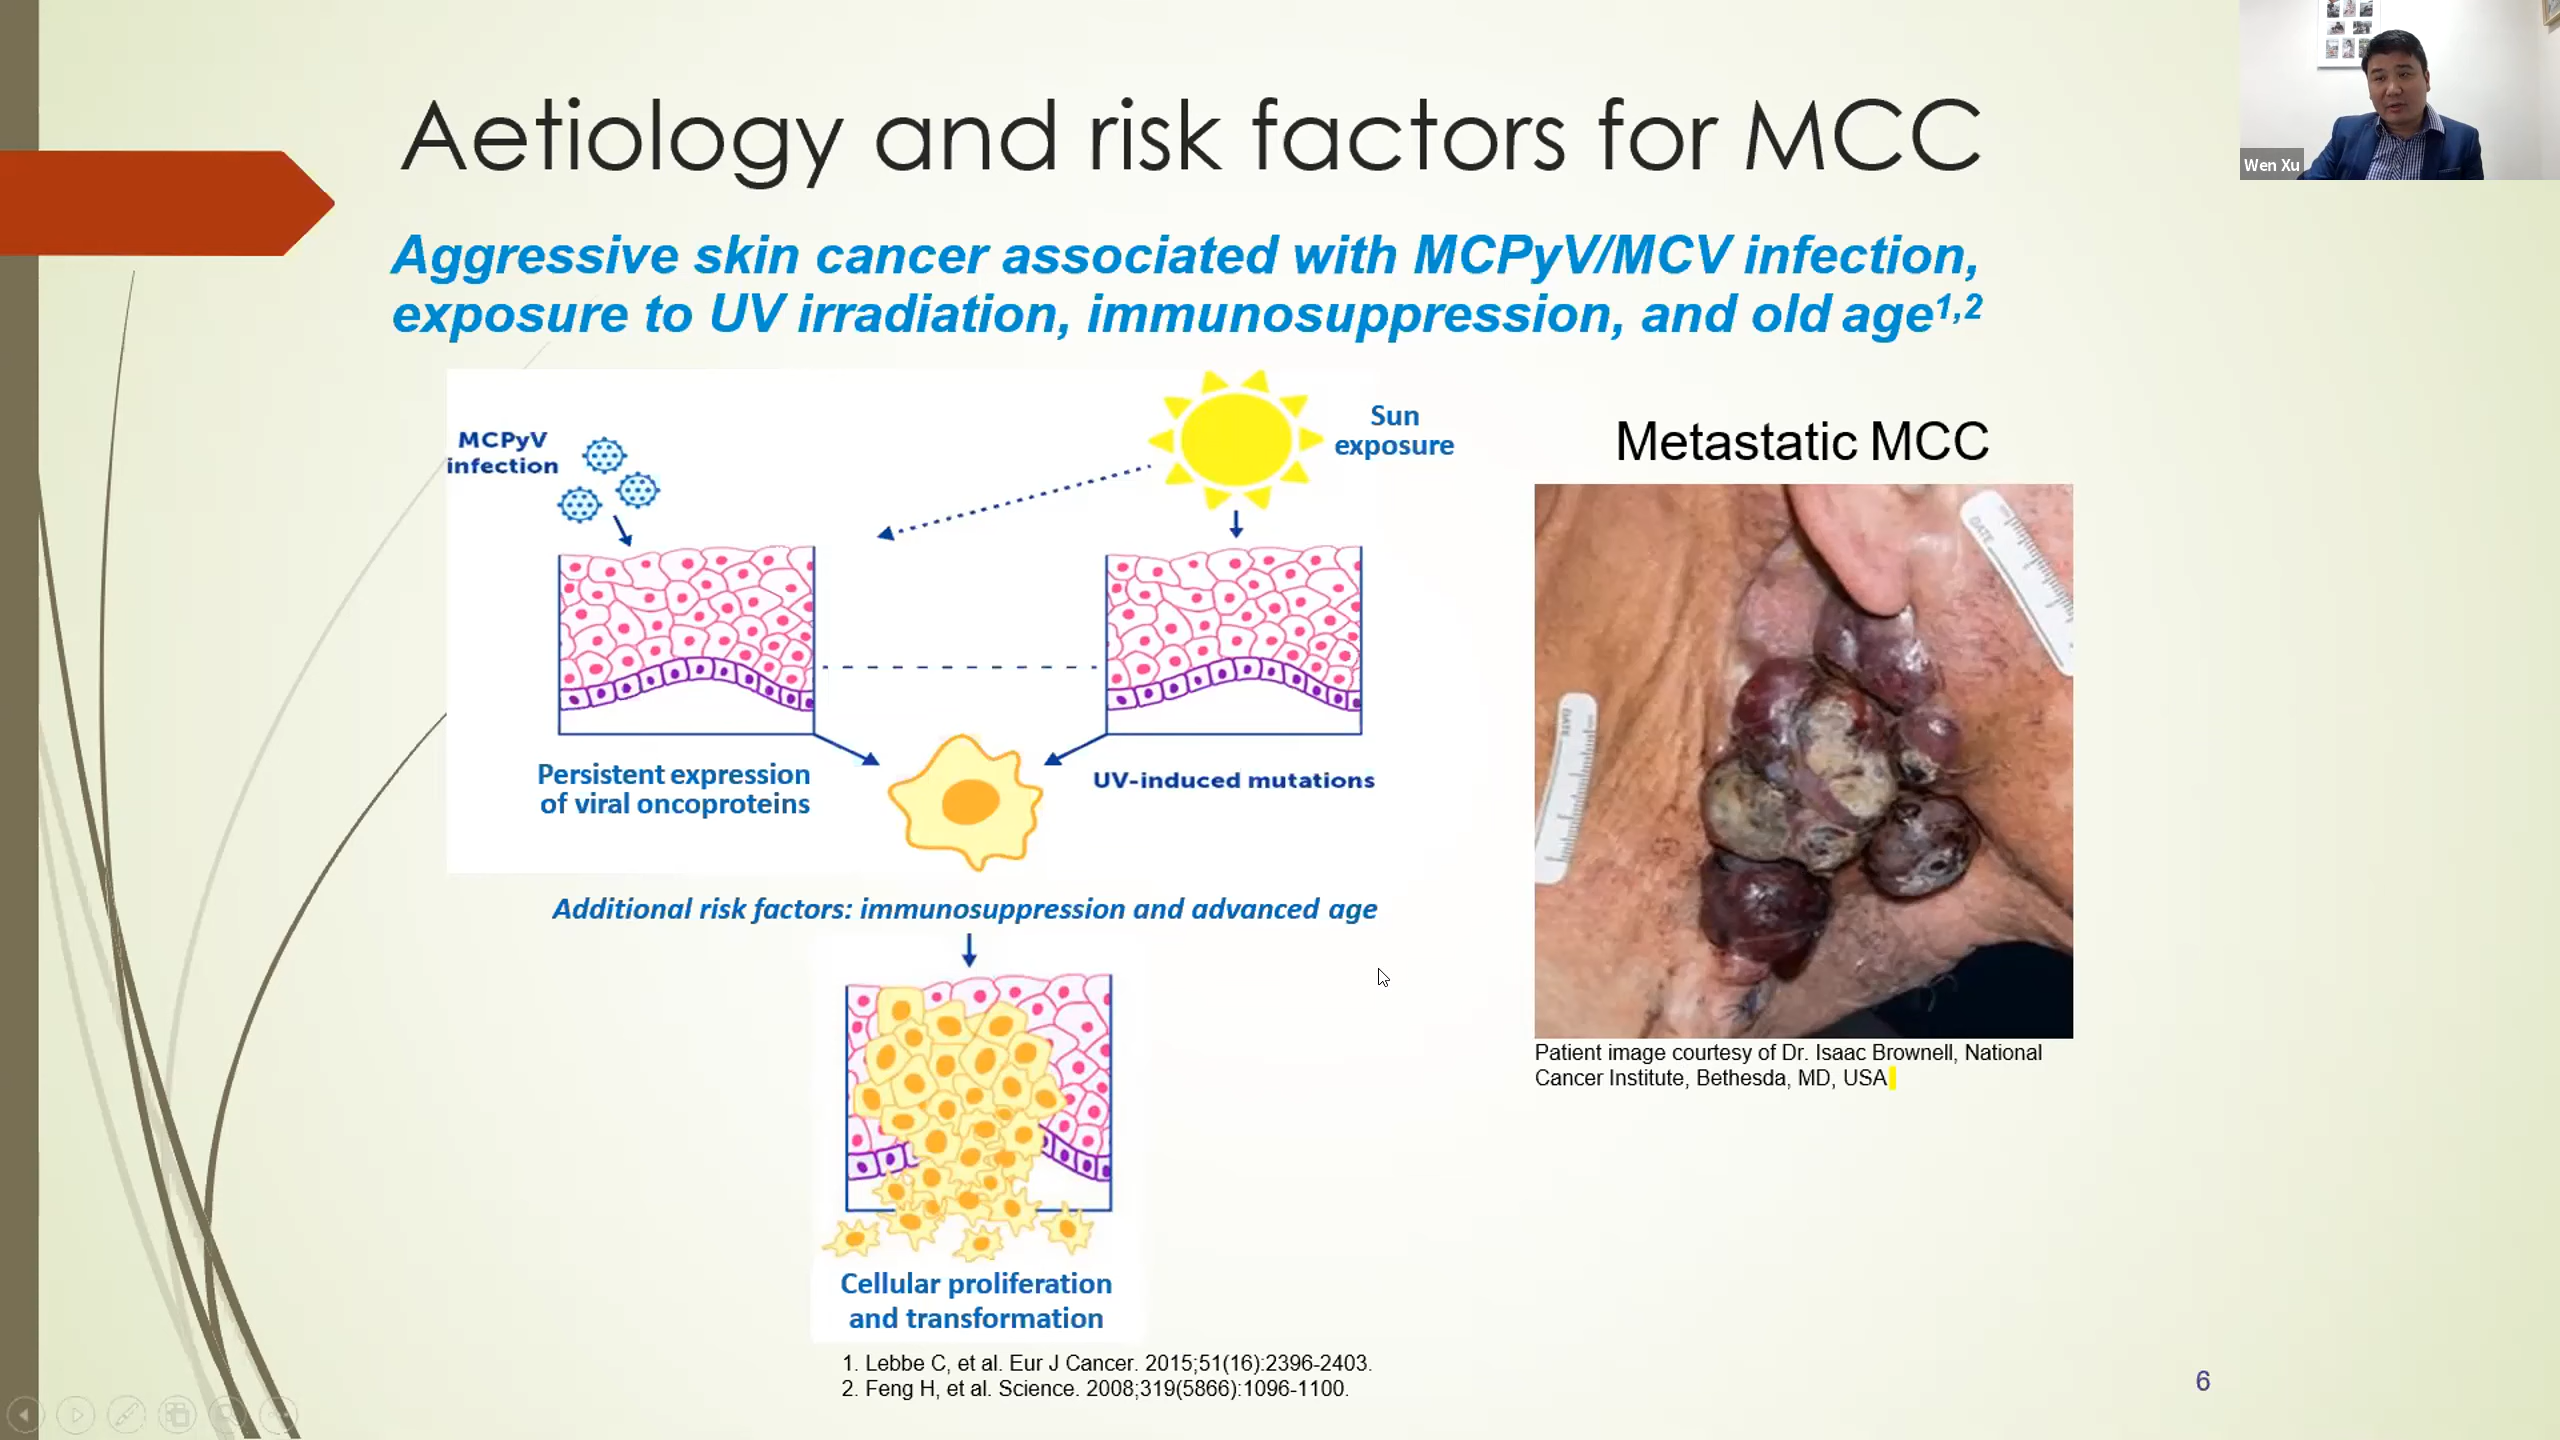 Aetiology and risk factors for MCC
Wen Xu
Aggressive skin cancer associated with MCPyV/MCV infection,
exposure to UV irradiation, immunosuppression, and old age1,2
MCPyV
infection
Sun
exposure
Metastatic MCC
DATE
DATE
Persistent expression
of viral oncoproteins
UV-induced mutations
Additional risk factors: immunosuppression and advanced age
Patient image courtesy of Dr. Isaac Brownell, National
Cancer Institute, Bethesda, MD, USA
Cellular proliferation
and transformation
1. Lebbe C, et al. Eur J Cancer. 2015;51(16):2396-2403.
2. Feng H, et al. Science. 2008;319(5866):1096-1100.
6